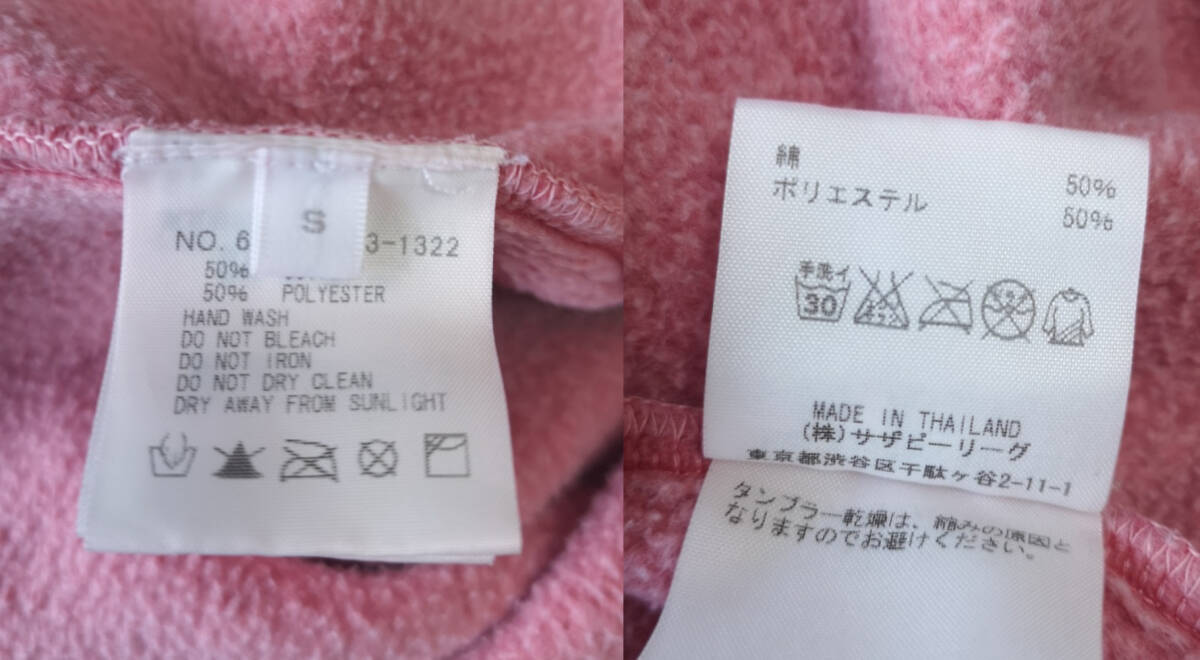 S
NO. 6 3-1322
50%
50% POLYESTER
HAND WASH
DO NOT BLEACH
DO NOT IRON
DO NOT DRY CLEAN
DRY AWAY FROM SUNLIGHT
綿 50%
ポリエステル 50%
手洗イ
30
MADE IN THAILAND
(株)サザビーリーグ
東京都渋谷区千駄ヶ谷2-11-1
タンブラー乾燥は、縮みの原因と
なりますのでお避けください。